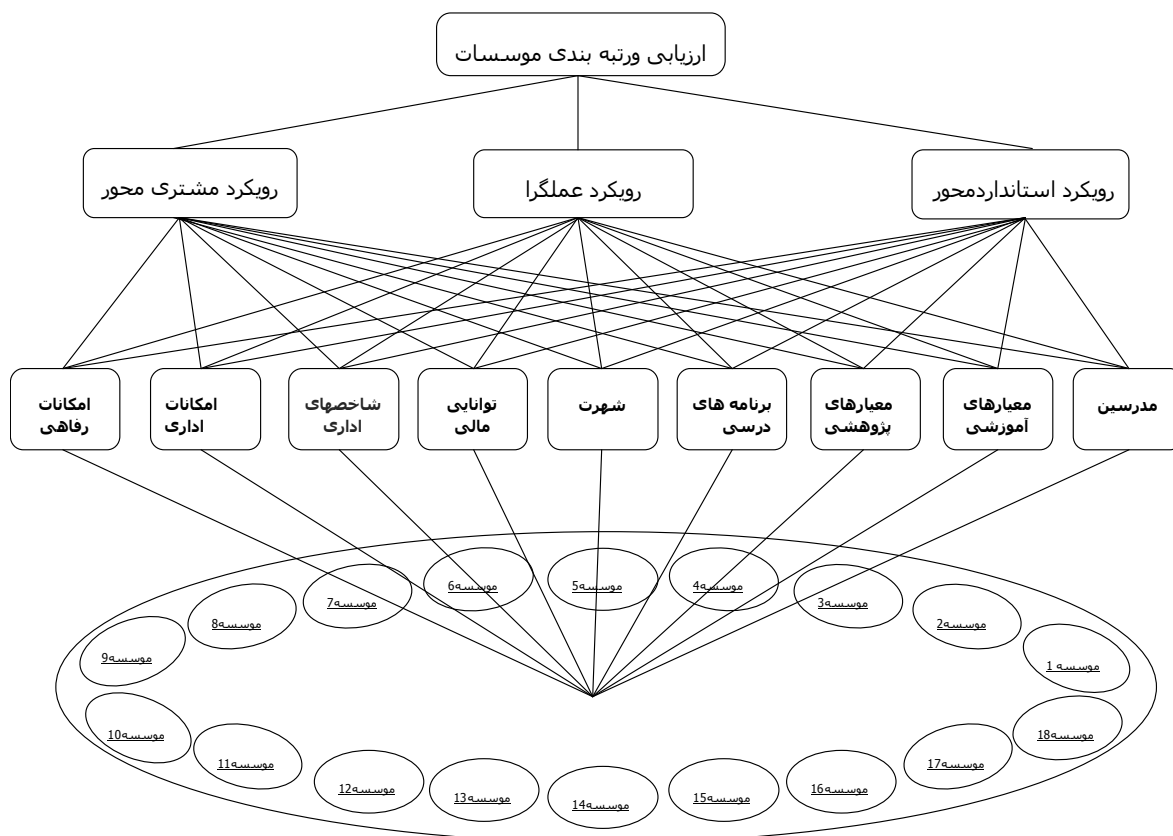 ارزیابی ورتبه بندی موسسات
رویکرد استانداردمحور
رویکرد عملگرا
رویکرد مشتری محور
مدرسین
معیارهای
آموزشی
معیارهای
پژوهشی
برنامه های
درسی
شهرت
توانایی
مالی
شاخصهای
اداری
امکانات
اداری
امکانات
رفاهی
موسسه 1
موسسه2
موسسه3
موسسه4
موسسه5
موسسه6
موسسه7
موسسه8
موسسه9
موسسه10
موسسه11
موسسه12
موسسه13
موسسه14
موسسه15
موسسه16
موسسه17
موسسه18